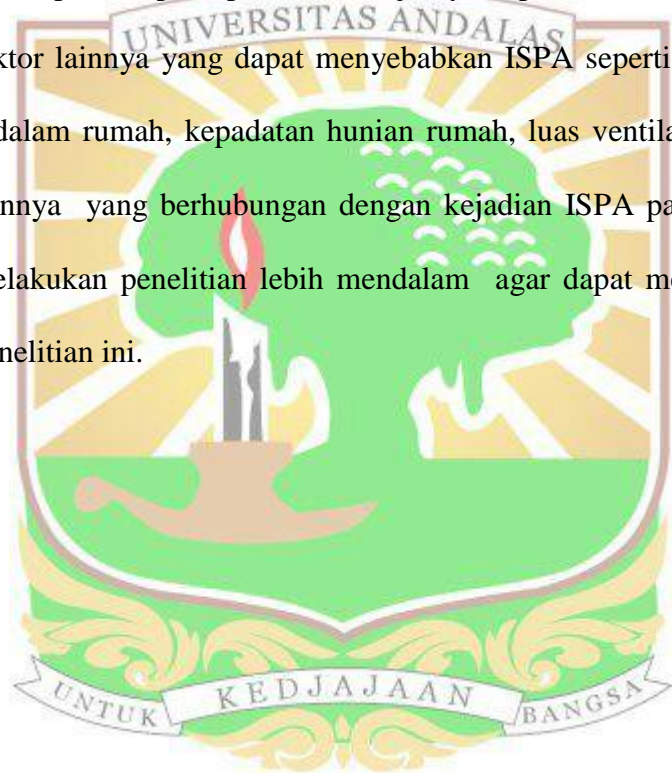 UNIVERSITAS ANDALAS
ktor lainnya yang dapat menyebabkan ISPA seperti
dalam rumah, kepadatan hunian rumah, luas ventila
nnya yang berhubungan dengan kejadian ISPA pa
elakukan penelitian lebih mendalam agar dapat me
nelitian ini.
UNTUK KEDJAJAAN BANGSA